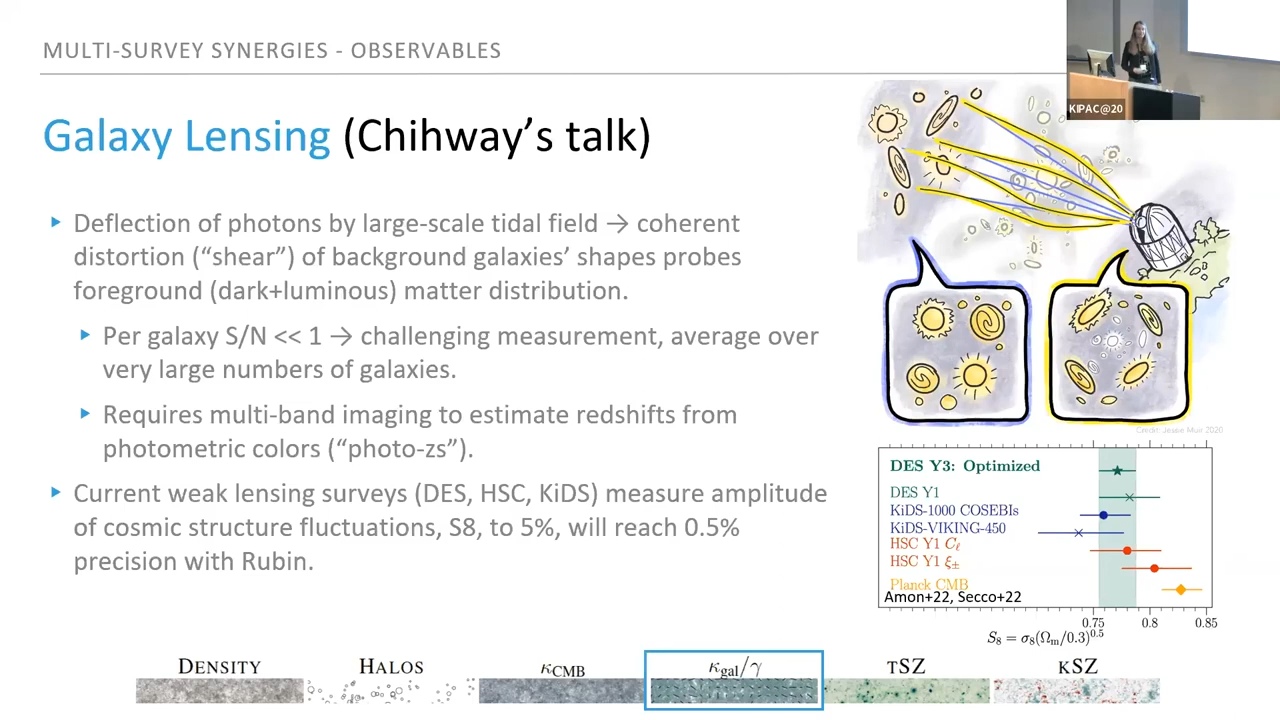 MULTI-SURVEY SYNERGIES - OBSERVABLES
KIPAC@20
Galaxy Lensing (Chihway’s talk)
Deflection of photons by large-scale tidal field → coherent
distortion (“shear”) of background galaxies’ shapes probes
foreground (dark+luminous) matter distribution.
Per galaxy S/N << 1 → challenging measurement, average over
very large numbers of galaxies.
Requires multi-band imaging to estimate redshifts from
photometric colors (“photo-zs”).
Current weak lensing surveys (DES, HSC, KiDS) measure amplitude
of cosmic structure fluctuations, S8, to 5%, will reach 0.5%
precision with Rubin.
Credit: Jessie Muir 2020
DES Y3: Optimized
DES Y1
KiDS-1000 COSEBIs
KiDS-VIKING-450
HSC Y1 Cℓ
HSC Y1 ξ±
Planck CMB
Amon+22, Secco+22
0.75 0.8 0.85
S8 = σ8(Ωm/0.3)^0.5
DENSITY HALOS κCMB κgal/γ TSZ KSZ